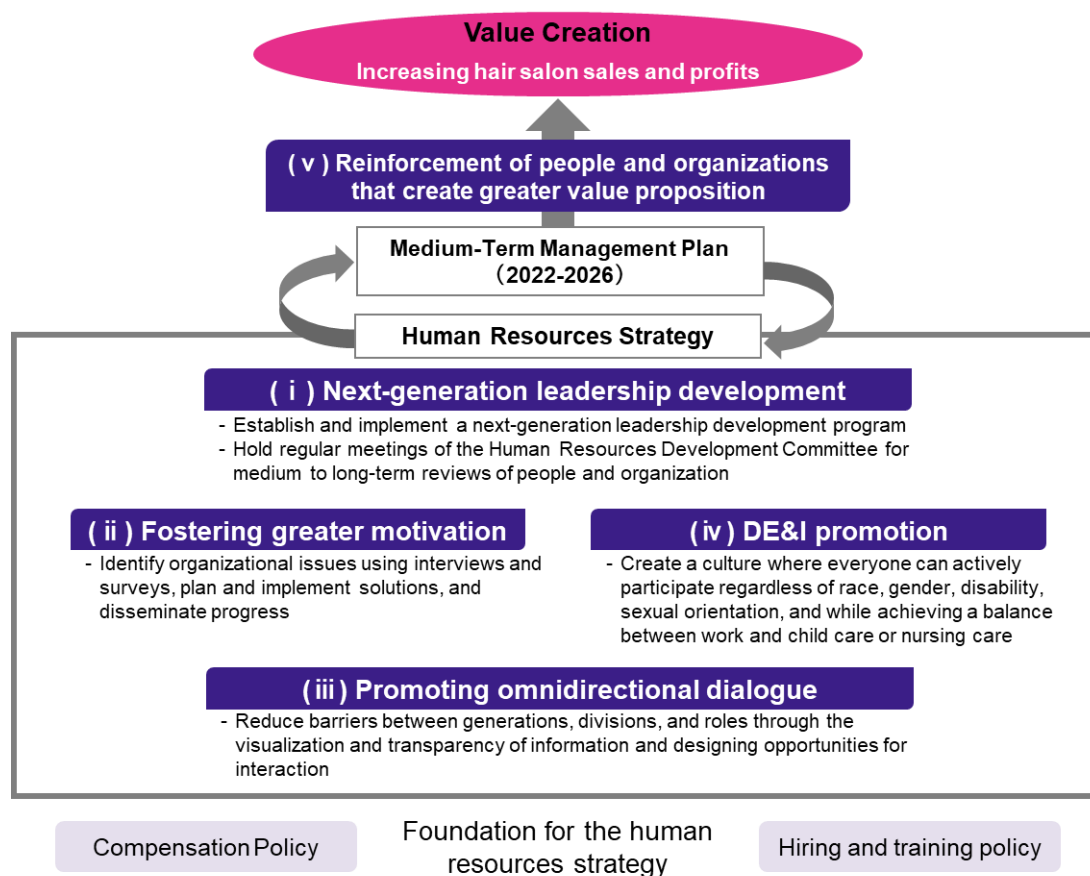 Value Creation
Increasing hair salon sales and profits
(ⅴ) Reinforcement of people and organizations
that create greater value proposition
Medium-Term Management Plan
（2022-2026）
Human Resources Strategy
(ⅰ) Next-generation leadership development
- Establish and implement a next-generation leadership development program
- Hold regular meetings of the Human Resources Development Committee for
medium to long-term reviews of people and organization
(ⅱ) Fostering greater motivation
- Identify organizational issues using interviews and
surveys, plan and implement solutions, and
disseminate progress
(ⅳ) DE&I promotion
- Create a culture where everyone can actively
participate regardless of race, gender, disability,
sexual orientation, and while achieving a balance
between work and child care or nursing care
(ⅲ) Promoting omnidirectional dialogue
- Reduce barriers between generations, divisions, and roles through the
visualization and transparency of information and designing opportunities for
interaction
Compensation Policy
Foundation for the human
resources strategy
Hiring and training policy